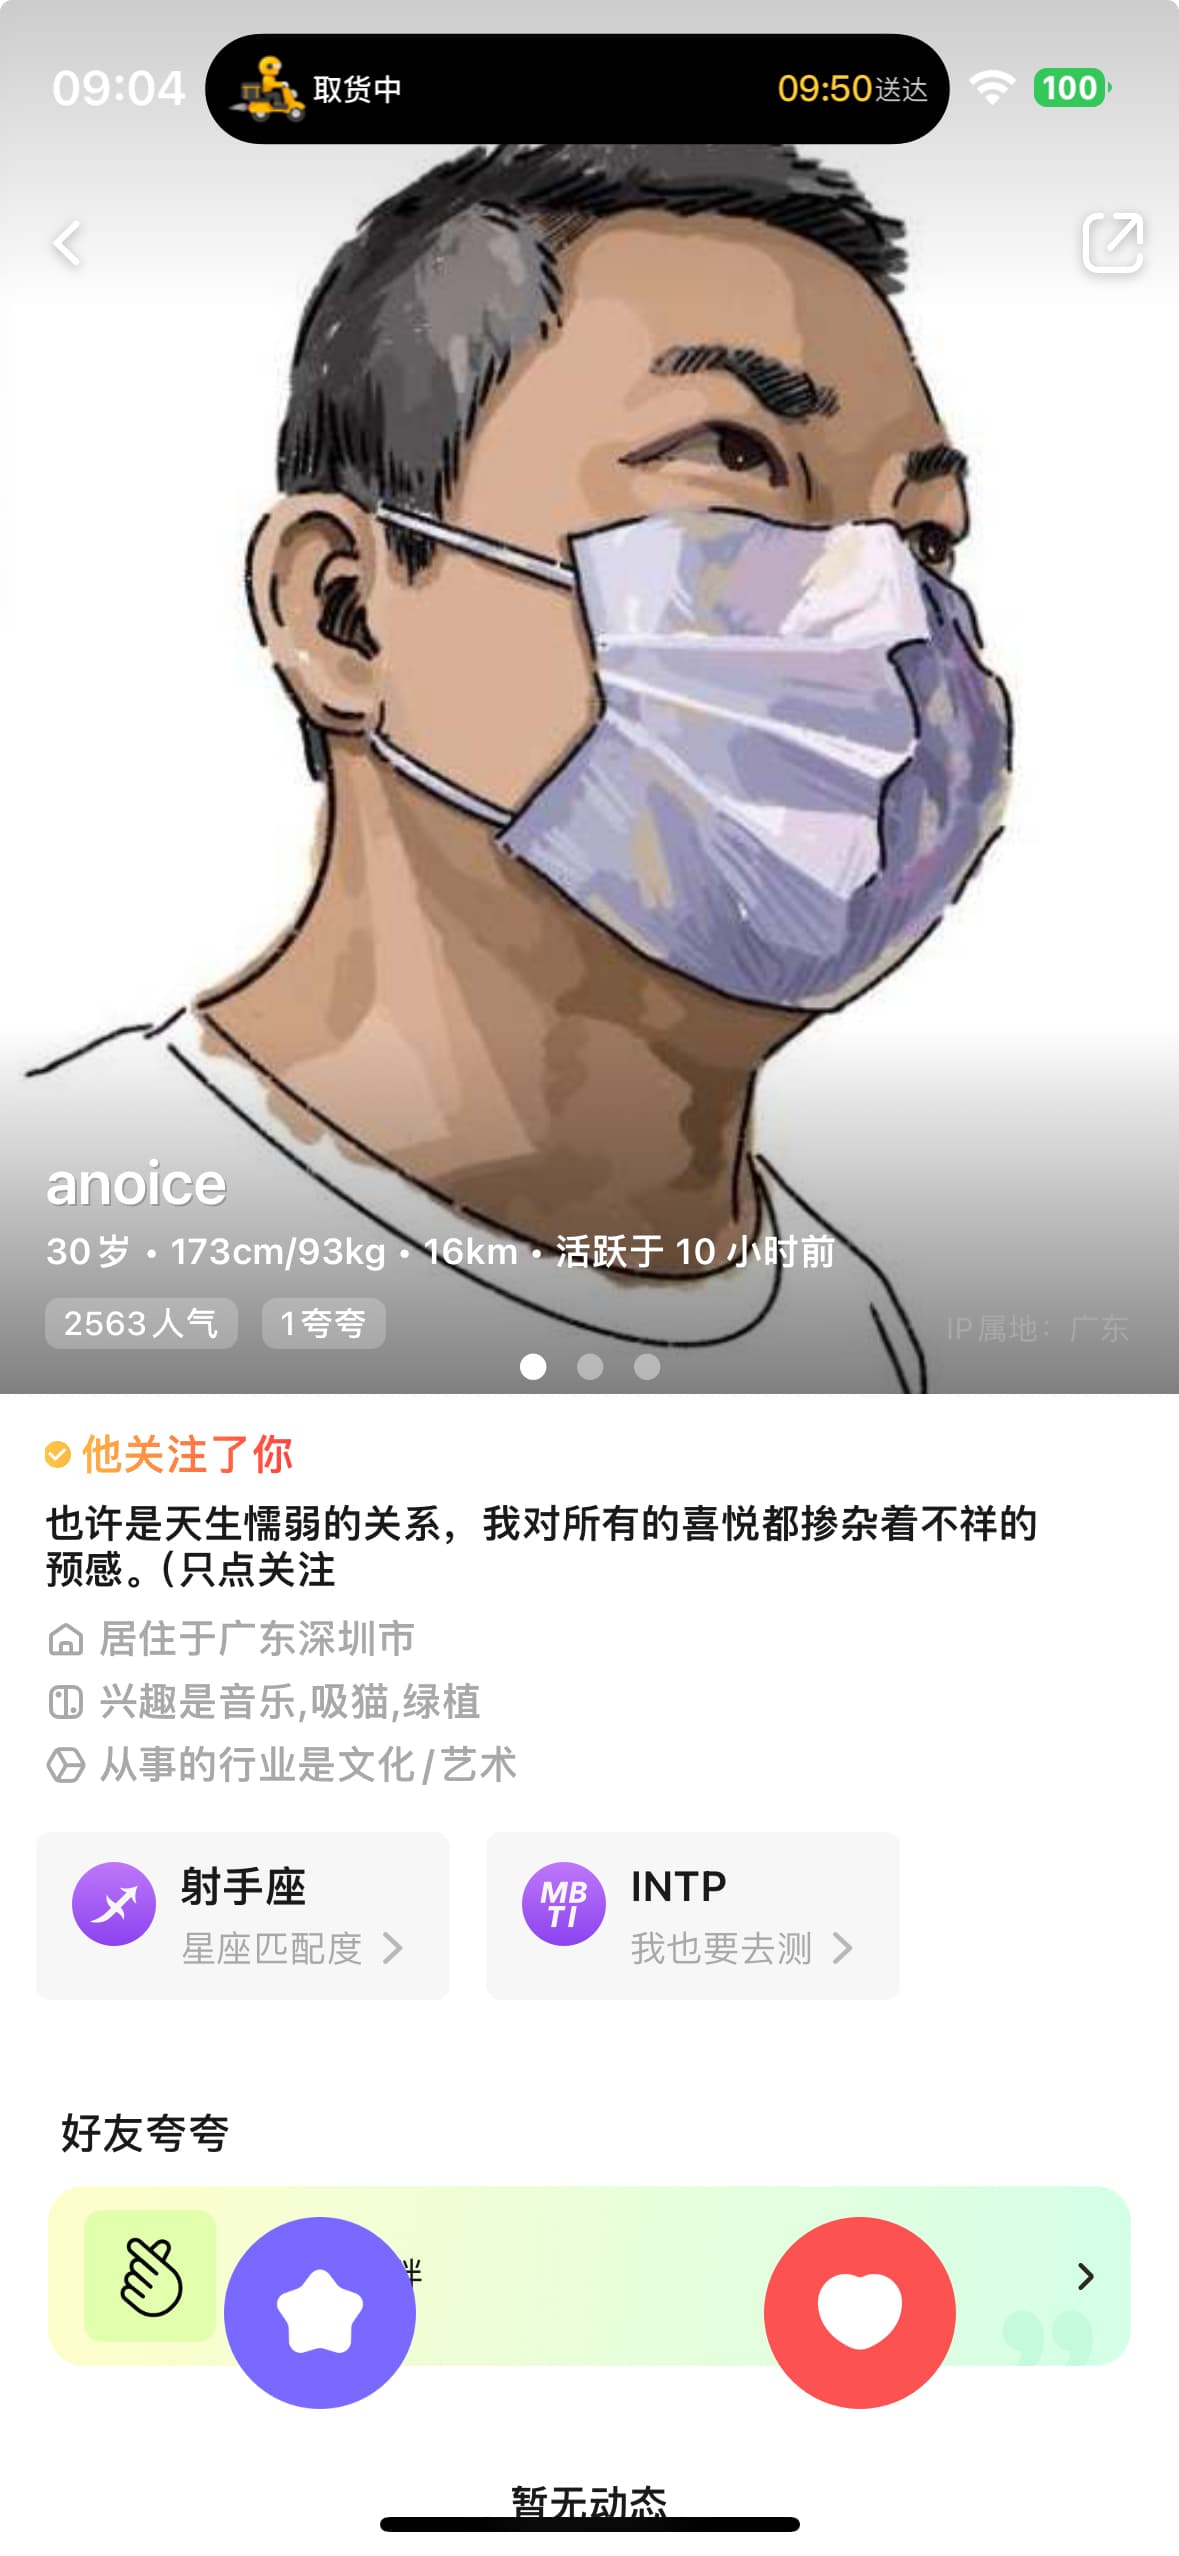 09:04
取货中
09:50送达
100
anoice
30岁 • 173cm/93kg • 16km • 活跃于 10 小时前
2563人气
1夸夸
IP属地：广东
他关注了你
也许是天生懦弱的关系，我对所有的喜悦都掺杂着不祥的
预感。（只点关注
居住于广东深圳市
兴趣是音乐,吸猫,绿植
从事的行业是文化/艺术
射手座
星座匹配度
MB
TI
INTP
我也要去测
好友夸夸
暂无动态